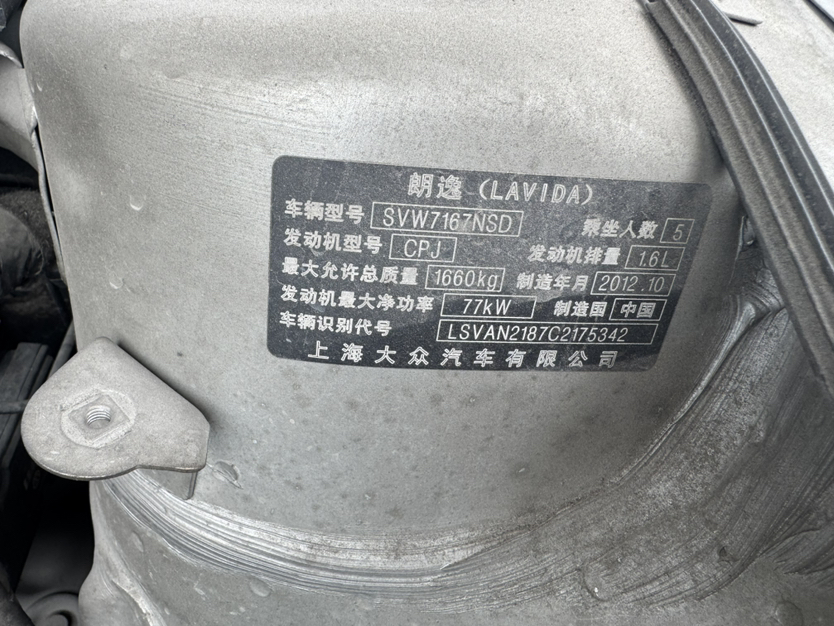 朗逸 (LAVIDA)
车辆型号 SVW7167NSD 乘坐人数 5
发动机型号 CPJ 发动机排量 1.6L
最大允许总质量 1660kg 制造年月 2012.10
发动机最大净功率 77kW 制造国 中国
车辆识别代号 LSVAN2187C2175342
上海大众汽车有限公司